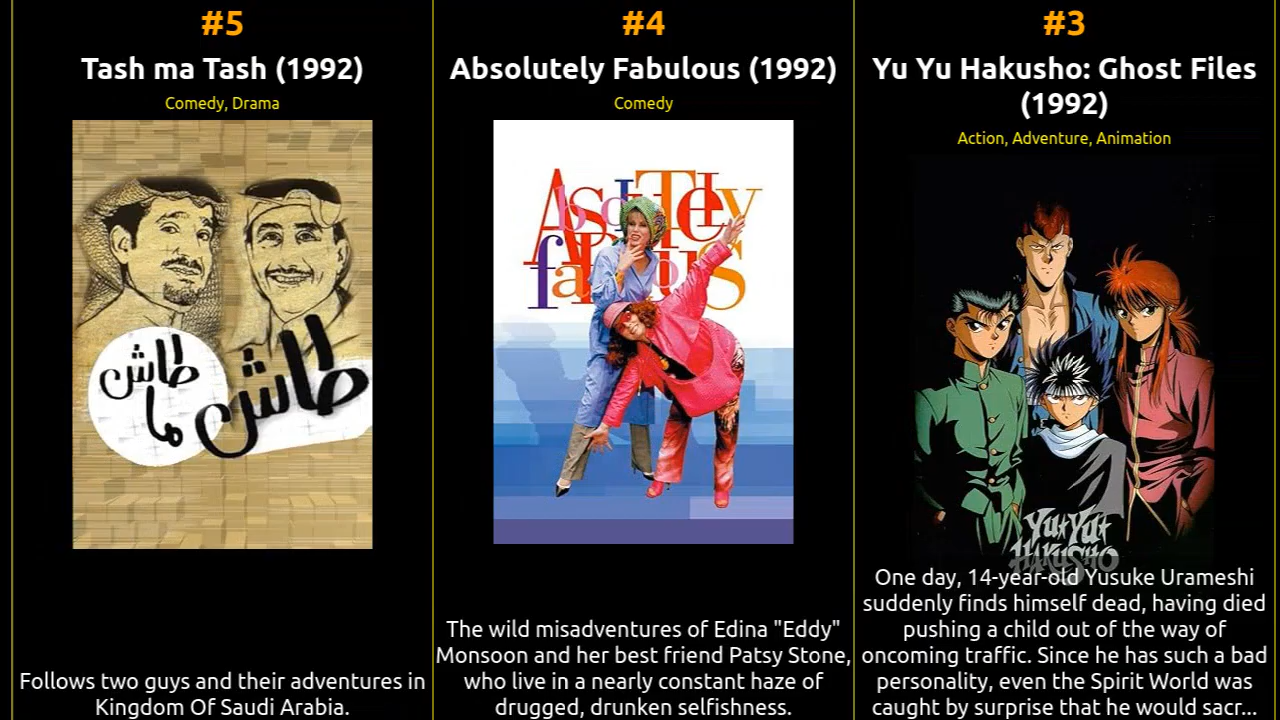 #5
Tash ma Tash (1992)
Comedy, Drama
طاش
ما
طاش
Follows two guys and their adventures in
Kingdom Of Saudi Arabia.
#4
Absolutely Fabulous (1992)
Comedy
Absolutely
fabulous
The wild misadventures of Edina "Eddy"
Monsoon and her best friend Patsy Stone,
who live in a nearly constant haze of
drugged, drunken selfishness.
#3
Yu Yu Hakusho: Ghost Files
(1992)
Action, Adventure, Animation
Yu Yu
Hakusho
One day, 14-year-old Yusuke Urameshi
suddenly finds himself dead, having died
pushing a child out of the way of
oncoming traffic. Since he has such a bad
personality, even the Spirit World was
caught by surprise that he would sacr...